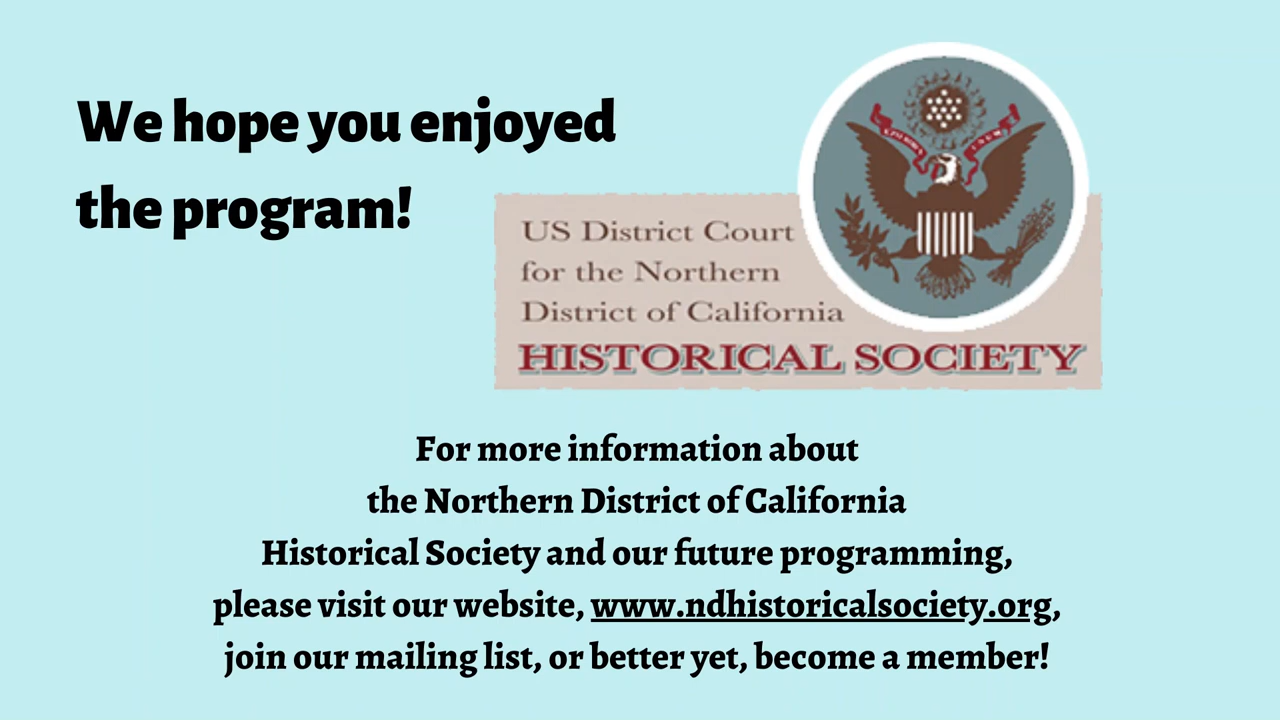 We hope you enjoyed
the program!
US District Court
for the Northern
District of California
HISTORICAL SOCIETY
For more information about
the Northern District of California
Historical Society and our future programming,
please visit our website, www.ndhistoricalsociety.org,
join our mailing list, or better yet, become a member!